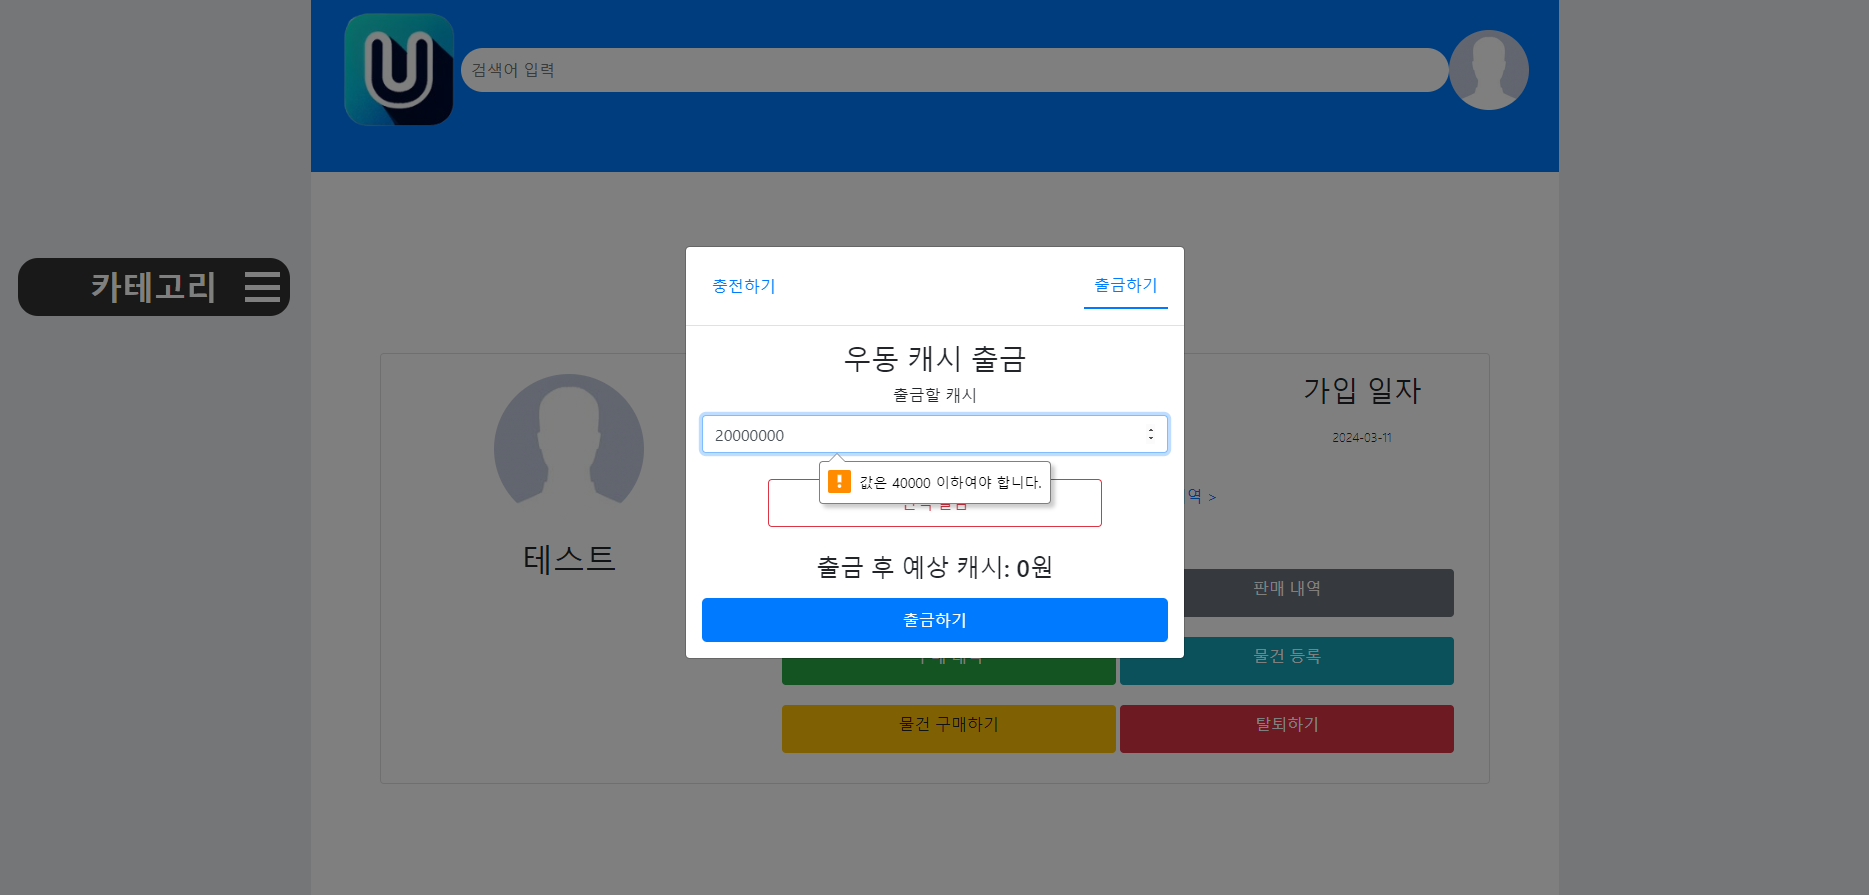 검색어 입력
카테고리
충전하기
출금하기
우동 캐시 출금
출금할 캐시
20000000
값은 40000 이하여야 합니다.
출금 후 예상 캐시: 0원
출금하기
가입 일자
2024-03-11
역 >
테스트
판매 내역
물건 등록
물건 구매하기
탈퇴하기